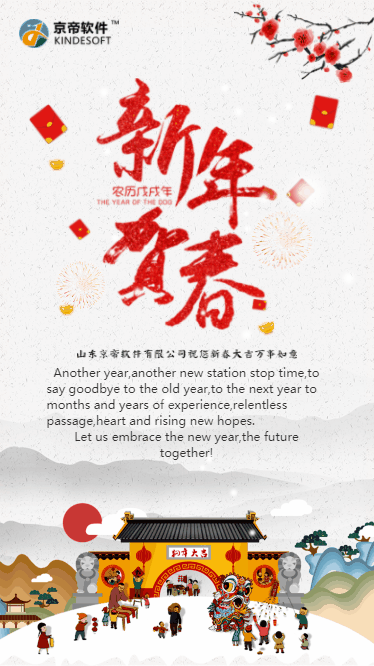 京帝软件™
KINDESOFT
新年
农历戊戌年
THE YEAR OF THE DOG
贺春
山东京帝软件有限公司祝您新春大吉万事如意
Another year,another new station stop time,to
say goodbye to the old year,to the next year to
months and years of experience,relentless
passage,heart and rising new hopes.
Let us embrace the new year,the future
together!
狗年大吉